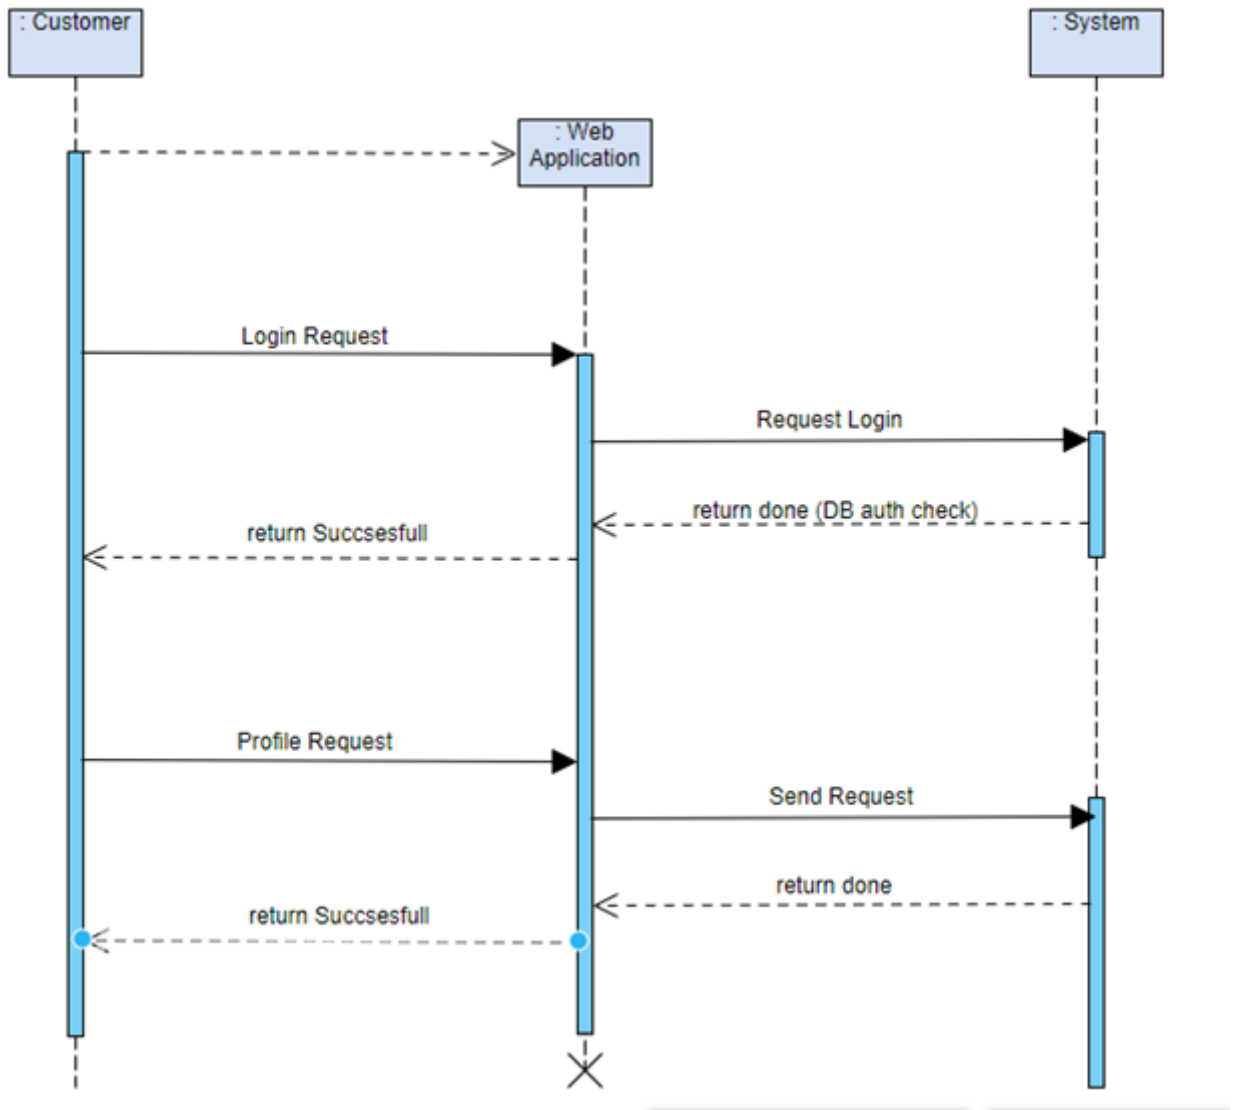 : Customer
: System
: Web
Application
Login Request
Request Login
return done (DB auth check)
return Succsesfull
Profile Request
Send Request
return done
return Succsesfull